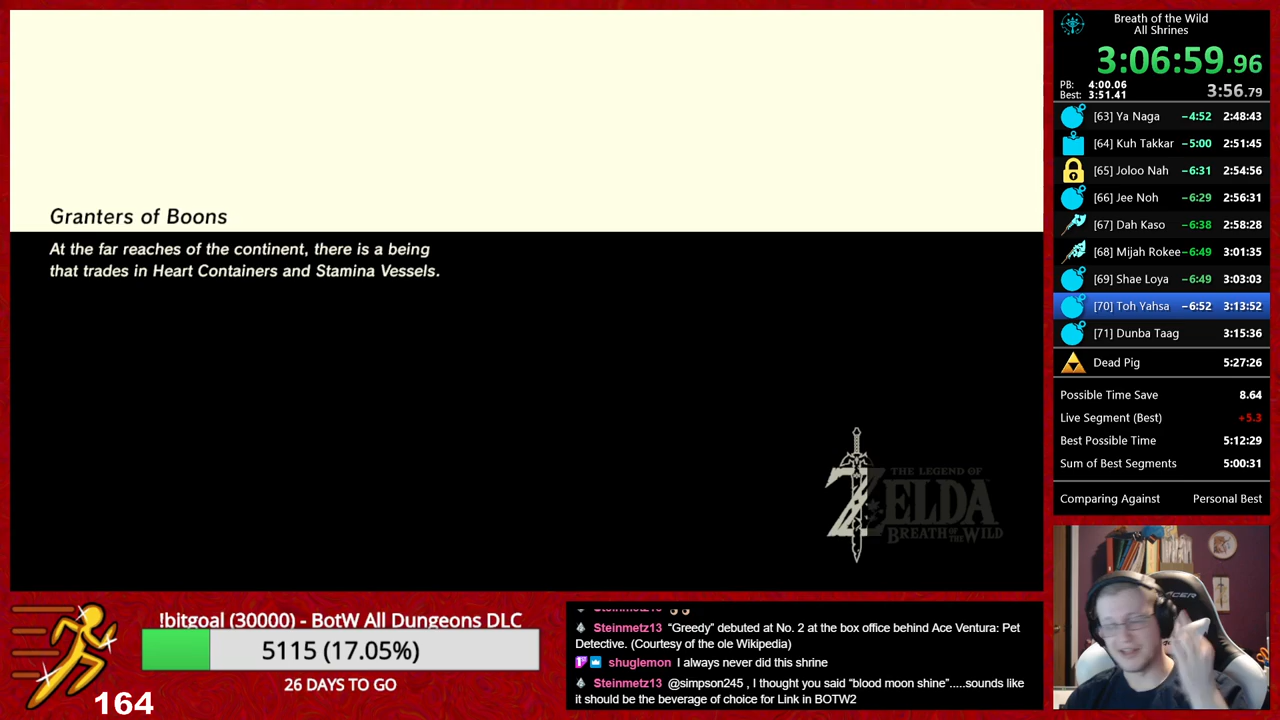 Granters of Boons
At the far reaches of the continent, there is a being
that trades in Heart Containers and Stamina Vessels.
THE LEGEND OF
ZELDA
BREATH OF THE WILD
Breath of the Wild
All Shrines
3:06:59.96
PB: 4:00.06
Best: 3:51.41
3:56.79
[63] Ya Naga −4:52 2:48:43
[64] Kuh Takkar −5:00 2:51:45
[65] Joloo Nah −6:31 2:54:56
[66] Jee Noh −6:29 2:56:31
[67] Dah Kaso −6:38 2:58:28
[68] Mijah Rokee −6:49 3:01:35
[69] Shae Loya −6:49 3:03:03
[70] Toh Yahsa −6:52 3:13:52
[71] Dunba Taag 3:15:36
Dead Pig 5:27:26
Possible Time Save 8.64
Live Segment (Best) +5.3
Best Possible Time 5:12:29
Sum of Best Segments 5:00:31
Comparing Against Personal Best
164
!bitgoal (30000) - BotW All Dungeons DLC
5115 (17.05%)
26 DAYS TO GO
Steinmetz13
Steinmetz13 “Greedy” debuted at No. 2 at the box office behind Ace Ventura: Pet
Detective. (Courtesy of the ole Wikipedia)
shuglemon I always never did this shrine
Steinmetz13 @simpson245 , I thought you said “blood moon shine”.....sounds like
it should be the beverage of choice for Link in BOTW2